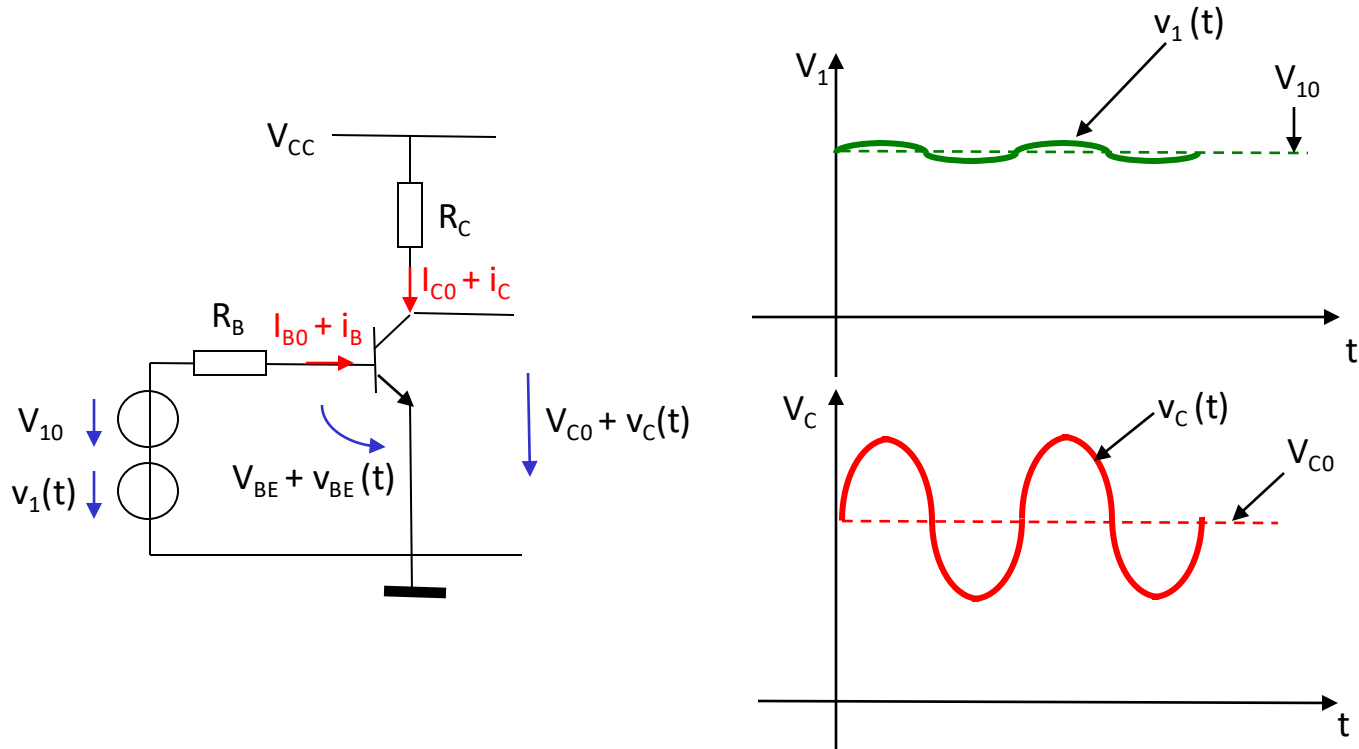 V_CC
R_C
I_C0 + i_C
R_B
I_B0 + i_B
V_10
v_1(t)
V_BE + v_BE (t)
V_C0 + v_C(t)
v_1 (t)
V_1
V_10
t
V_C
v_C (t)
V_C0
t